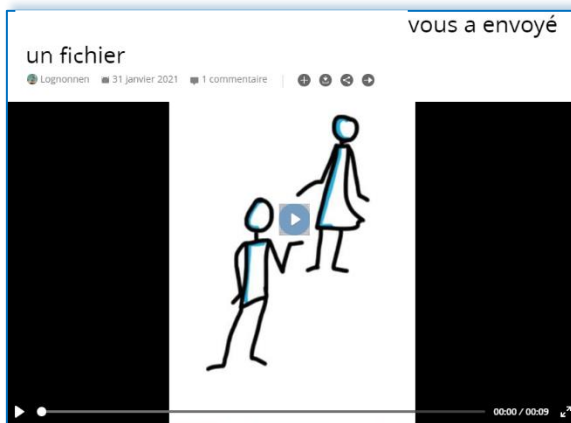 vous a envoyé
un fichier
Lognonnen 31 janvier 2021 1 commentaire
00:00 / 00:09